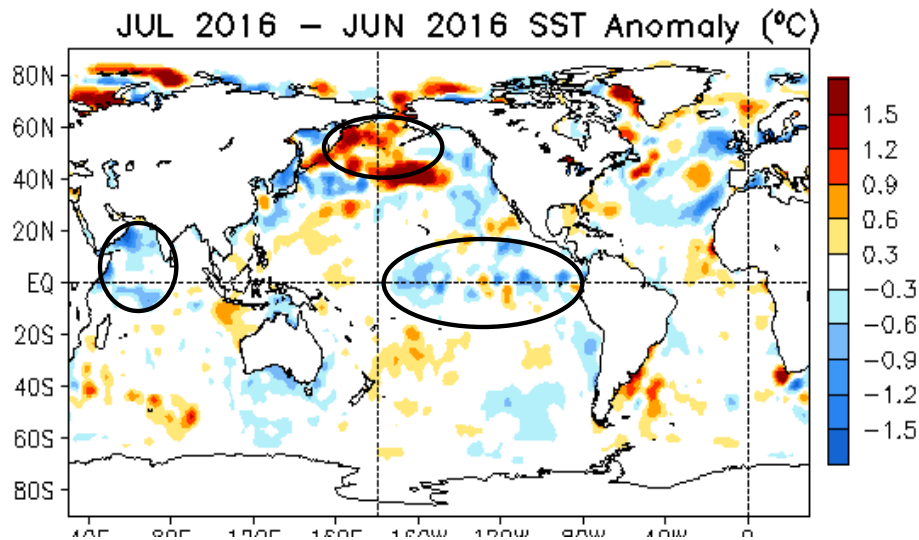 JUL 2016 – JUN 2016 SST Anomaly (°C)
80N
60N
40N
20N
EQ
20S
40S
60S
80S
40E 80E 120E 160E 160W 120W 80W 40W 0
1.5
1.2
0.9
0.6
0.3
−0.3
−0.6
−0.9
−1.2
−1.5